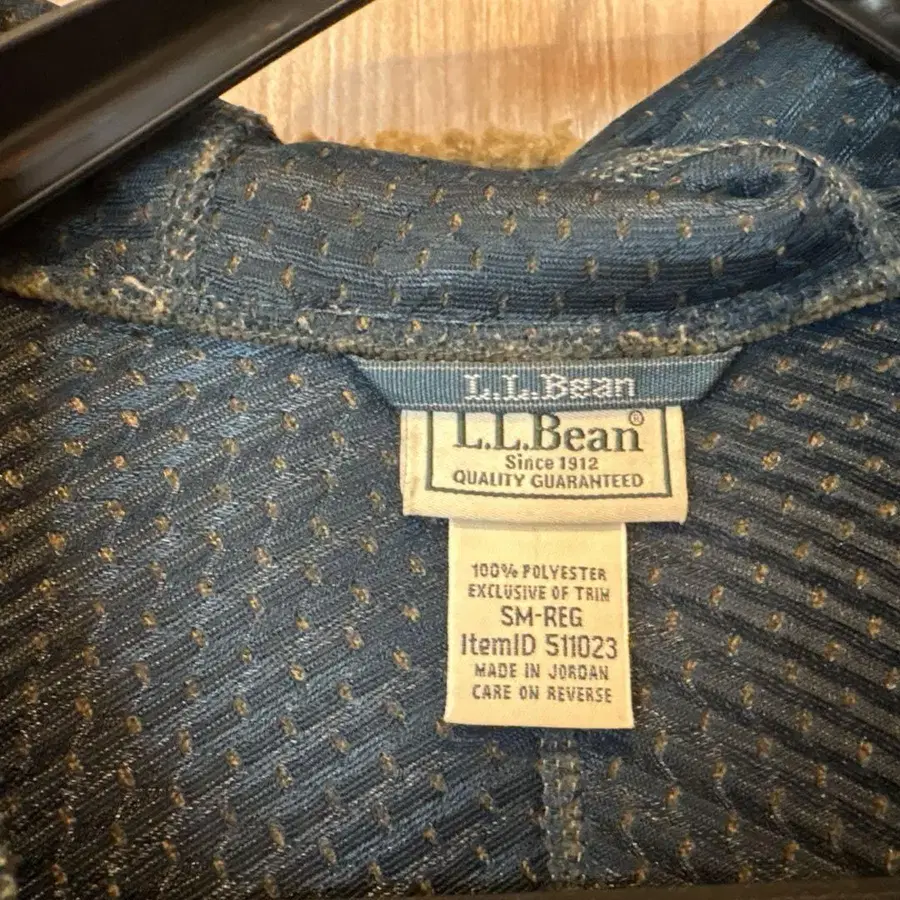 L.L.Bean
L.L.Bean®
Since 1912
QUALITY GUARANTEED
100% POLYESTER
EXCLUSIVE OF TRIM
SM-REG
ItemID 511023
MADE IN JORDAN
CARE ON REVERSE